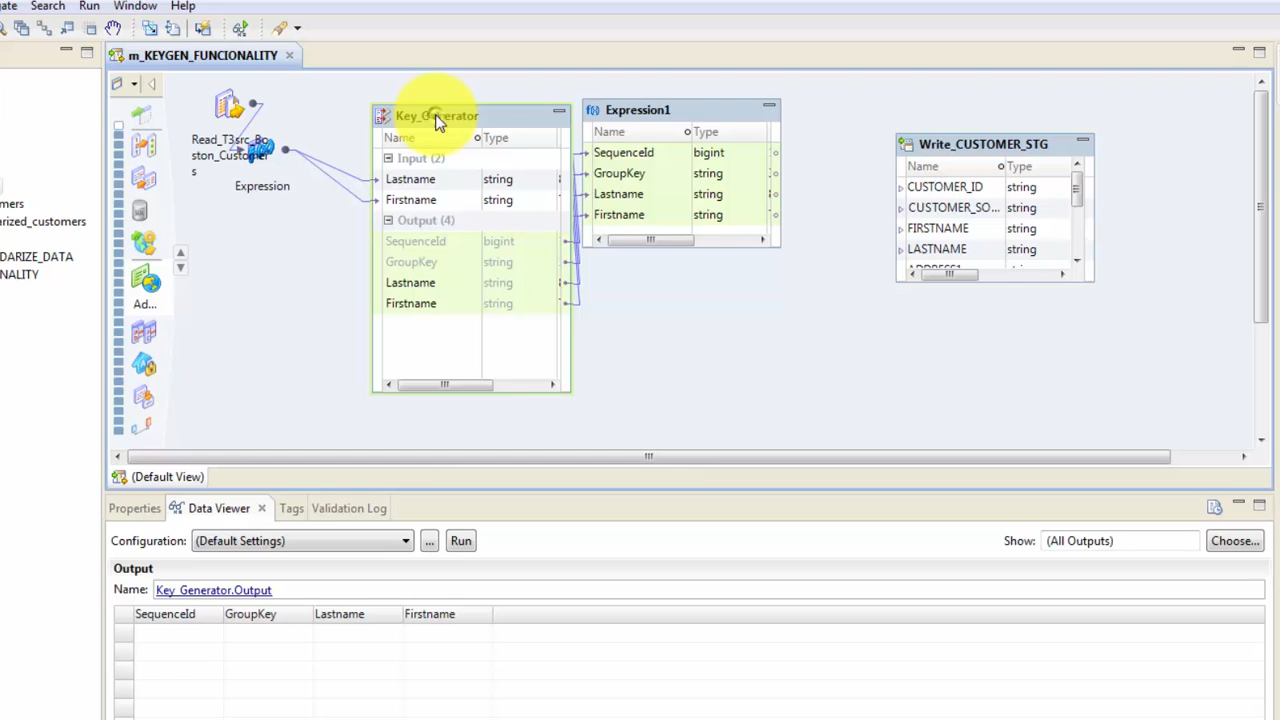 gate Search Run Window Help
m_KEYGEN_FUNCIONALITY
Read_T3src_Bo
ston_Customer
s
Expression
Ad...
Key_Generator
Name Type
Input (2)
Lastname string
Firstname string
Output (4)
SequenceId bigint
GroupKey string
Lastname string
Firstname string
Expression1
Name Type
SequenceId bigint
GroupKey string
Lastname string
Firstname string
Write_CUSTOMER_STG
Name Type
CUSTOMER_ID string
CUSTOMER_SO... string
FIRSTNAME string
LASTNAME string
mers
arized_customers
DARIZE_DATA
NALITY
(Default View)
Properties Data Viewer Tags Validation Log
Configuration: (Default Settings) ... Run Show: (All Outputs) Choose...
Output
Name: Key_Generator.Output
SequenceId GroupKey Lastname Firstname